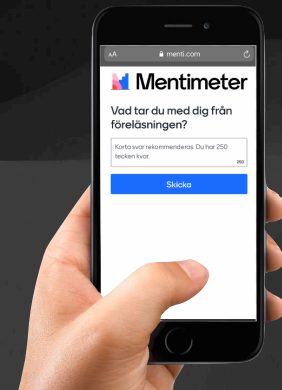 AA menti.com
Mentimeter
Vad tar du med dig från
föreläsningen?
Korta svar rekommenderas. Du har 250
tecken kvar.
250
Skicka